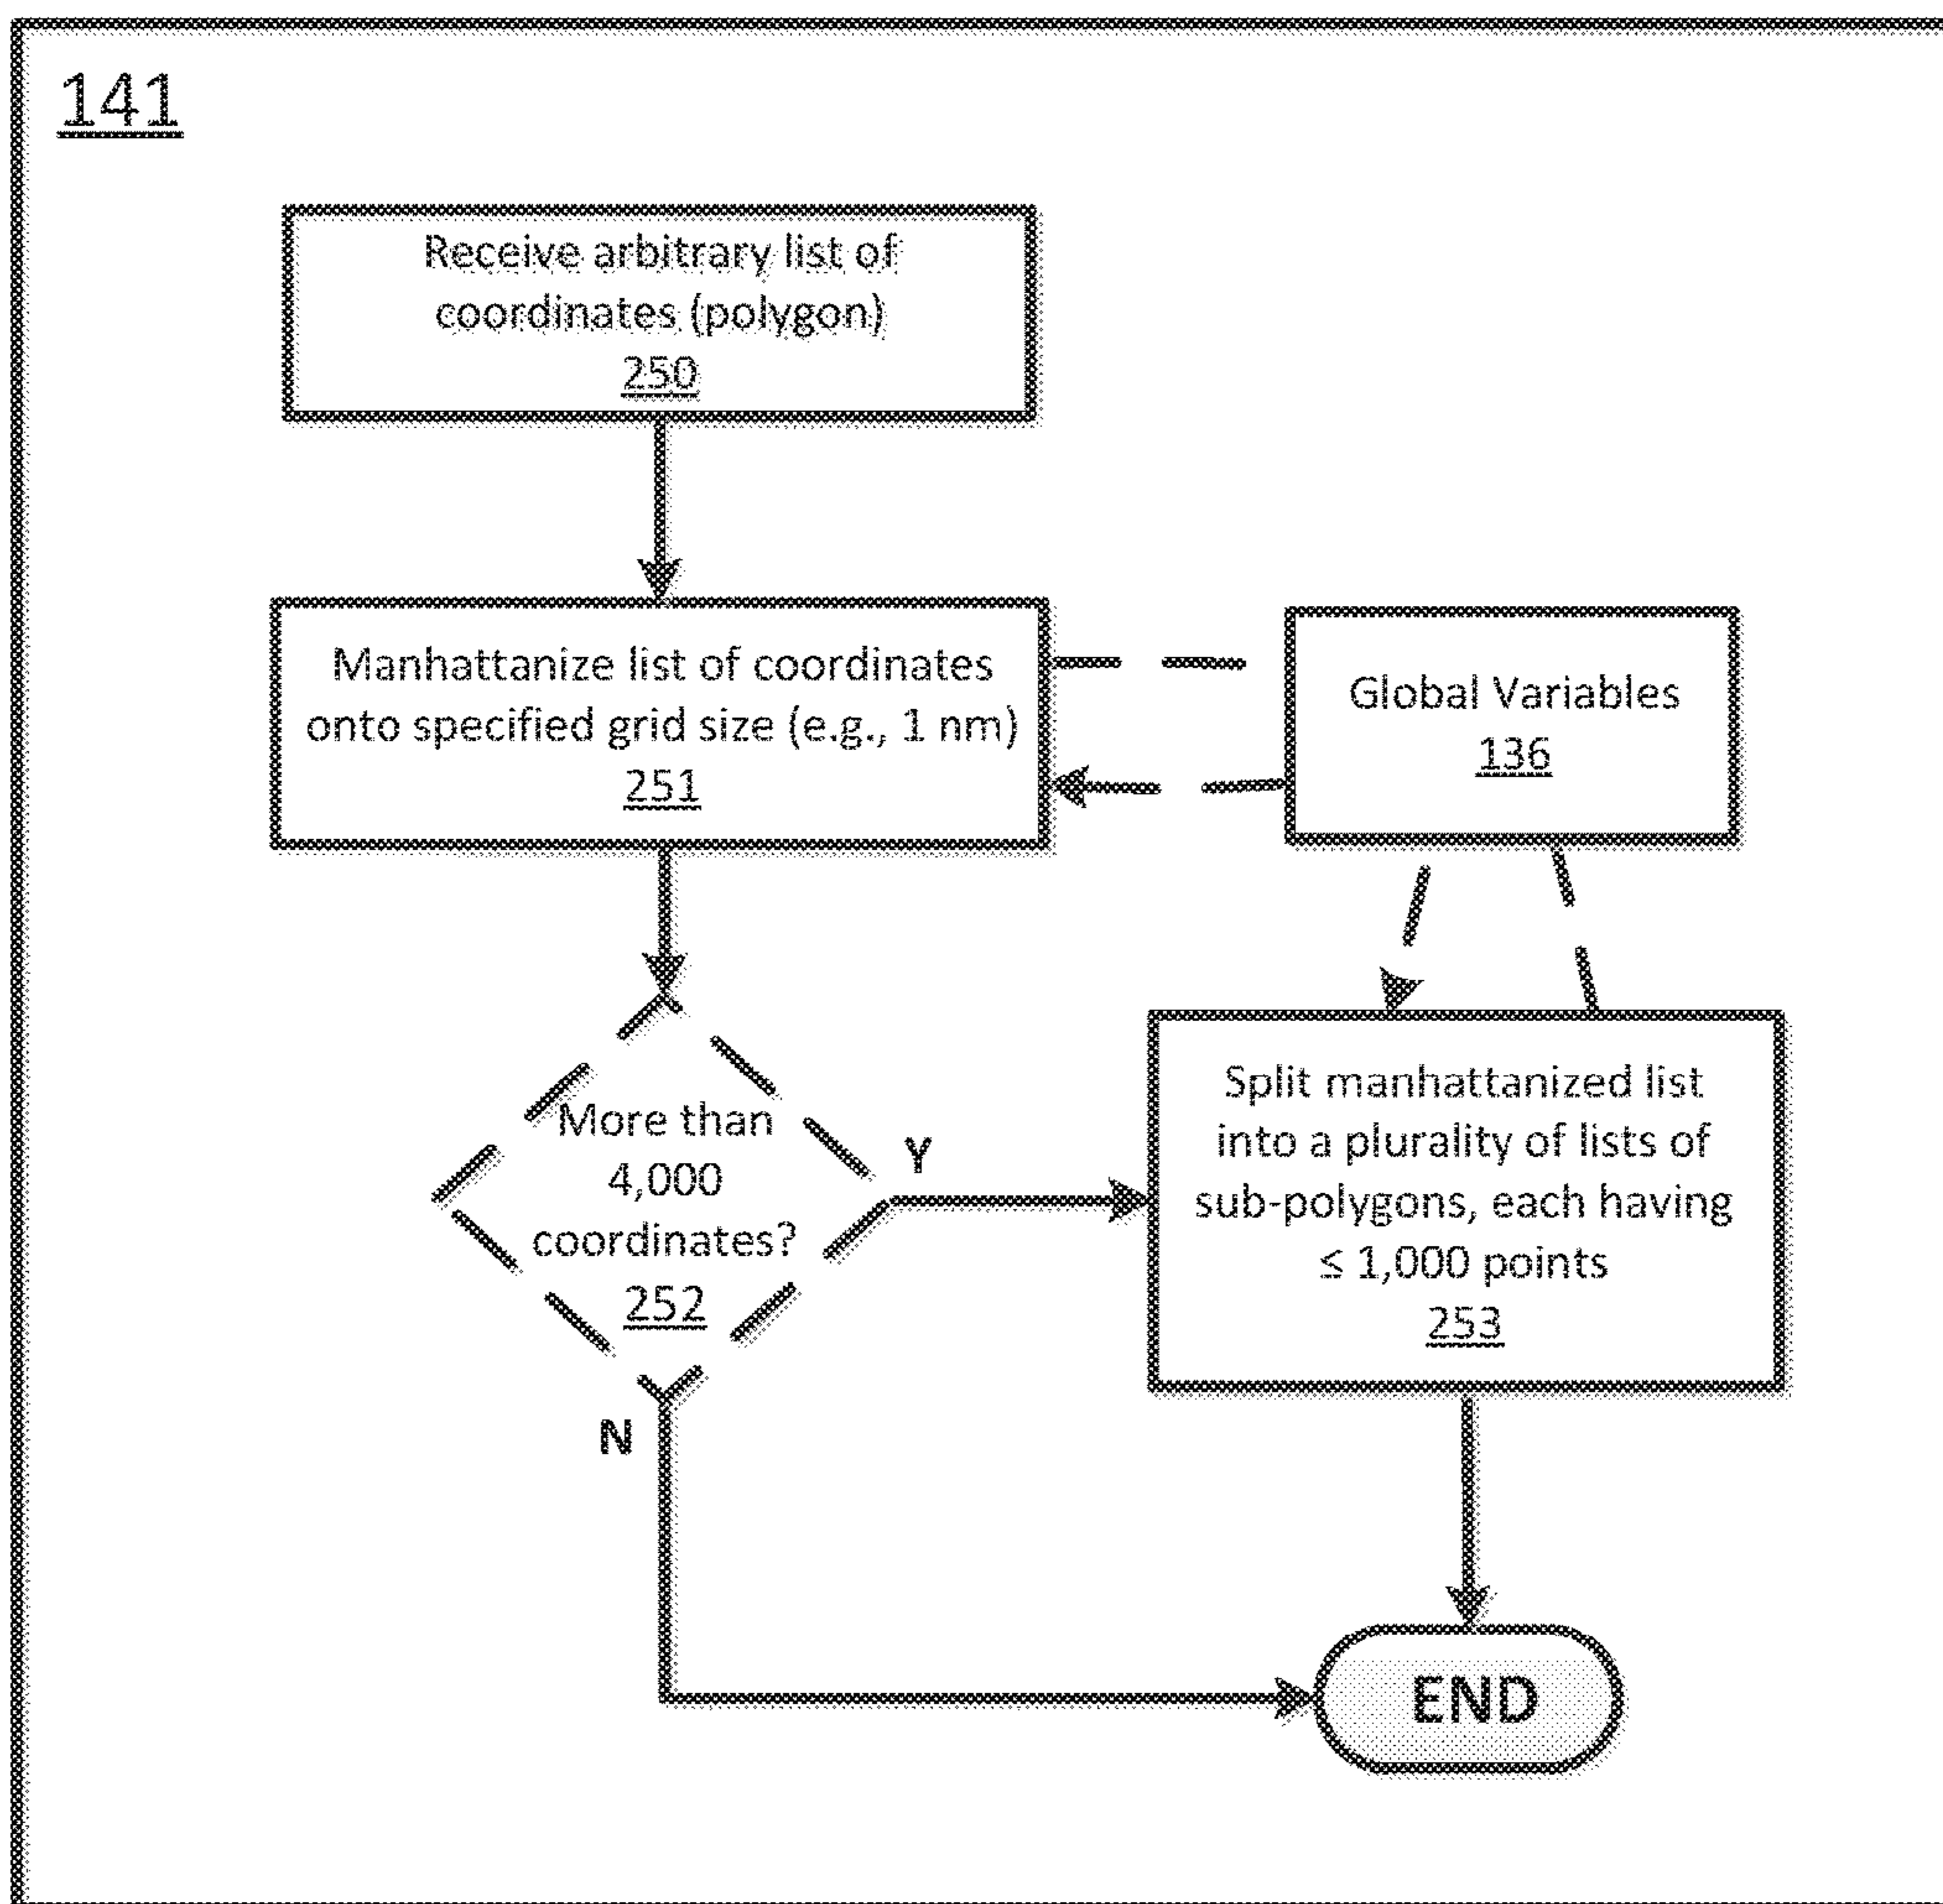 141
Receive arbitrary list of
coordinates (polygon)
250
Manhattanize list of coordinates
onto specified grid size (e.g., 1 nm)
251
Global Variables
136
More than
4,000
coordinates?
252
Y
N
Split manhattanized list
into a plurality of lists of
sub-polygons, each having
≤ 1,000 points
253
END